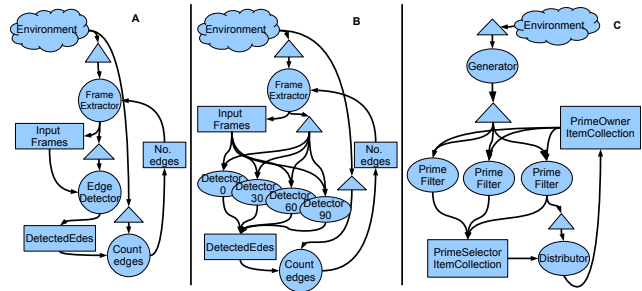 A
Environment
Frame
Extractor
Input
Frames
No.
edges
Edge
Detector
DetectedEdes
Count
edges
B
Environment
Frame
Extractor
Input
Frames
No.
edges
Detector
0
Detector
30
Detector
60
Detector
90
DetectedEdes
Count
edges
C
Environment
Generator
PrimeOwner
ItemCollection
Prime
Filter
Prime
Filter
Prime
Filter
PrimeSelector
ItemCollection
Distributor